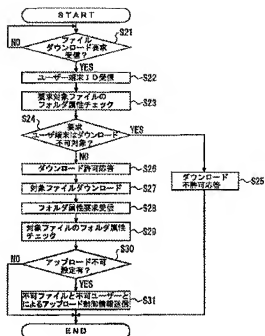 START
S21
ファイル
ダウンロード要求
受信？
NO
YES
ユーザー端末ID受信
S22
要求対象ファイルの
フォルダ属性チェック
S23
S24
要求
ユーザ端末はダウンロード
不可対象？
YES
NO
ダウンロード許可応答
S26
ダウンロード
不許可応答
S25
対象ファイルダウンロード
S27
フォルダ属性要求受信
S28
対象ファイルのフォルダ属性
チェック
S29
S30
アップロード不可
設定有？
NO
YES
不可ファイルと不可ユーザーと
によるアップロード制御情報送信
S31
END